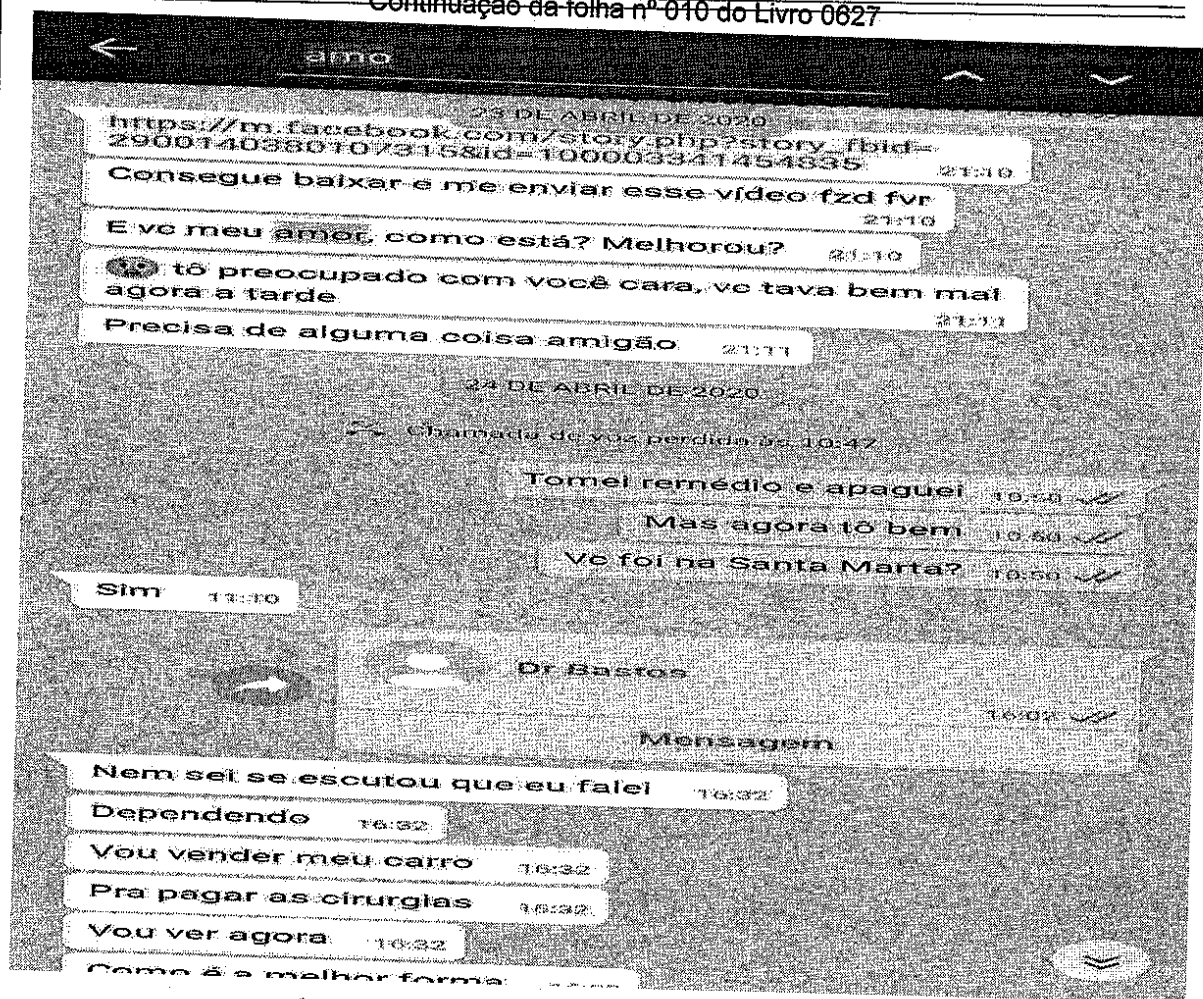 Continuação da folha nº 010 do Livro 0627
amo
23 DE ABRIL DE 2020
https://m.facebook.com/story.php?story_fbid=
2900140380107315&id=100003341454835 21:10
Consegue baixar e me enviar esse vídeo fzd fvr
21:10
E vc meu amor, como está? Melhorou? 21:10
tô preocupado com você cara, vc tava bem mal
agora a tarde
21:11
Precisa de alguma coisa amigão 21:11
24 DE ABRIL DE 2020
Chamada de voz perdida às 10:47
Tomei remédio e apaguei 10:50
Mas agora tô bem 10:50
Vc foi na Santa Marta? 10:50
Sim 11:10
Dr Bastos
16:02
Mensagem
Nem sei se escutou que eu falei 16:32
Dependendo 16:32
Vou vender meu carro 16:32
Pra pagar as cirurgias 16:32
Vou ver agora 16:32
Como é a melhor forma